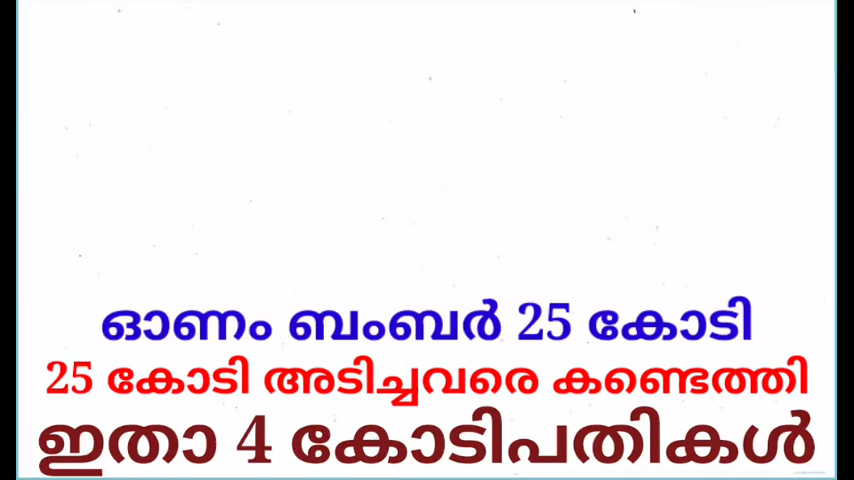 ഓണം ബംബർ 25 കോടി
25 കോടി അടിച്ചവരെ കണ്ടെത്തി
ഇതാ 4 കോടിപതികൾ